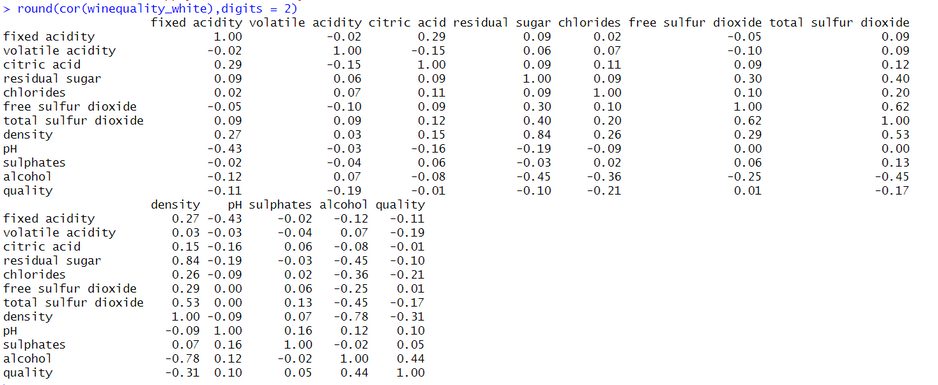 > round(cor(winequality_white),digits = 2)
fixed acidity volatile acidity citric acid residual sugar chlorides free sulfur dioxide total sulfur dioxide
fixed acidity 1.00 -0.02 0.29 0.09 0.02 -0.05 0.09
volatile acidity -0.02 1.00 -0.15 0.06 0.07 -0.10 0.09
citric acid 0.29 -0.15 1.00 0.09 0.11 0.09 0.12
residual sugar 0.09 0.06 0.09 1.00 0.09 0.30 0.40
chlorides 0.02 0.07 0.11 0.09 1.00 0.10 0.20
free sulfur dioxide -0.05 -0.10 0.09 0.30 0.10 1.00 0.62
total sulfur dioxide 0.09 0.09 0.12 0.40 0.20 0.62 1.00
density 0.27 0.03 0.15 0.84 0.26 0.29 0.53
pH -0.43 -0.03 -0.16 -0.19 -0.09 0.00 0.00
sulphates -0.02 -0.04 0.06 -0.03 0.02 0.06 0.13
alcohol -0.12 0.07 -0.08 -0.45 -0.36 -0.25 -0.45
quality -0.11 -0.19 -0.01 -0.10 -0.21 0.01 -0.17
density pH sulphates alcohol quality
fixed acidity 0.27 -0.43 -0.02 -0.12 -0.11
volatile acidity 0.03 -0.03 -0.04 0.07 -0.19
citric acid 0.15 -0.16 0.06 -0.08 -0.01
residual sugar 0.84 -0.19 -0.03 -0.45 -0.10
chlorides 0.26 -0.09 0.02 -0.36 -0.21
free sulfur dioxide 0.29 0.00 0.06 -0.25 0.01
total sulfur dioxide 0.53 0.00 0.13 -0.45 -0.17
density 1.00 -0.09 0.07 -0.78 -0.31
pH -0.09 1.00 0.16 0.12 0.10
sulphates 0.07 0.16 1.00 -0.02 0.05
alcohol -0.78 0.12 -0.02 1.00 0.44
quality -0.31 0.10 0.05 0.44 1.00